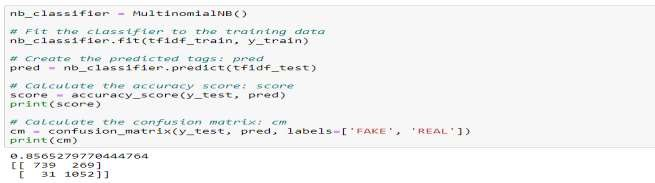 nb_classifier = MultinomialNB()
# Fit the classifier to the training data
nb_classifier.fit(tfidf_train, y_train)
# Create the predicted tags: pred
pred = nb_classifier.predict(tfidf_test)
# Calculate the accuracy score: score
score = accuracy_score(y_test, pred)
print(score)
# Calculate the confusion matrix: cm
cm = confusion_matrix(y_test, pred, labels=['FAKE', 'REAL'])
print(cm)
0.8565279770444764
[[ 739  269]
 [  31 1052]]